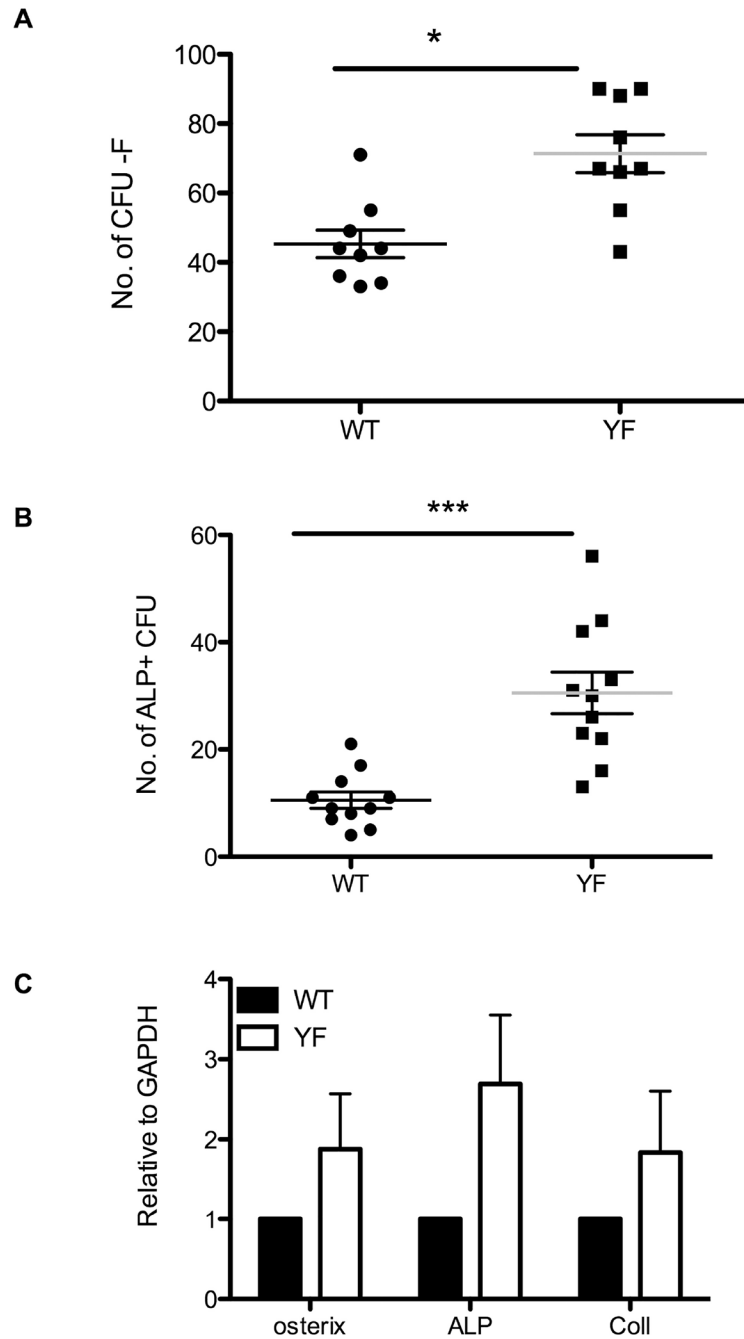 A
*
100
80
60
40
20
0
No. of CFU -F
WT YF
B
***
60
40
20
0
No. of ALP+ CFU
WT YF
C
4
3
2
1
0
Relative to GAPDH
WT
YF
osterix ALP Coll